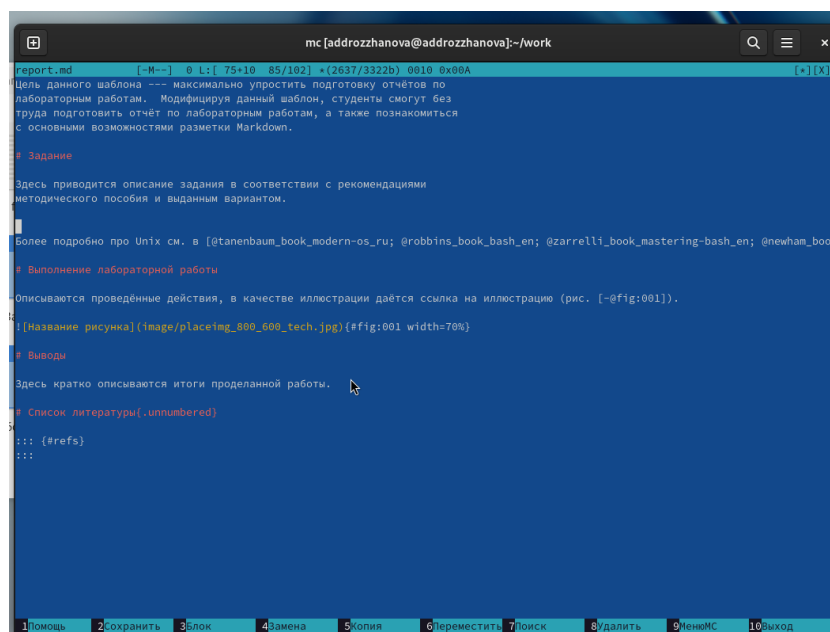 mc [addrozzhanova@addrozzhanova]:~/work
report.md [-M--] 0 L:[ 75+10 85/102] *(2637/3322b) 0010 0x00A [*][X]
Цель данного шаблона --- максимально упростить подготовку отчётов по
лабораторным работам. Модифицируя данный шаблон, студенты смогут без
труда подготовить отчёт по лабораторным работам, а также познакомиться
с основными возможностями разметки Markdown.
# Задание
Здесь приводится описание задания в соответствии с рекомендациями
методического пособия и выданным вариантом.
Более подробно про Unix см. в [@tanenbaum_book_modern-os_ru; @robbins_book_bash_en; @zarrelli_book_mastering-bash_en; @newham_boo
# Выполнение лабораторной работы
Описываются проведённые действия, в качестве иллюстрации даётся ссылка на иллюстрацию (рис. [-@fig:001]).
![Название рисунка](image/placeimg_800_600_tech.jpg){#fig:001 width=70%}
# Выводы
Здесь кратко описываются итоги проделанной работы.
# Список литературы{.unnumbered}
::: {#refs}
:::
1Помощь 2Сохранить 3Блок 4Замена 5Копия 6Переместить 7Поиск 8Удалить 9МенюМС 10Выход